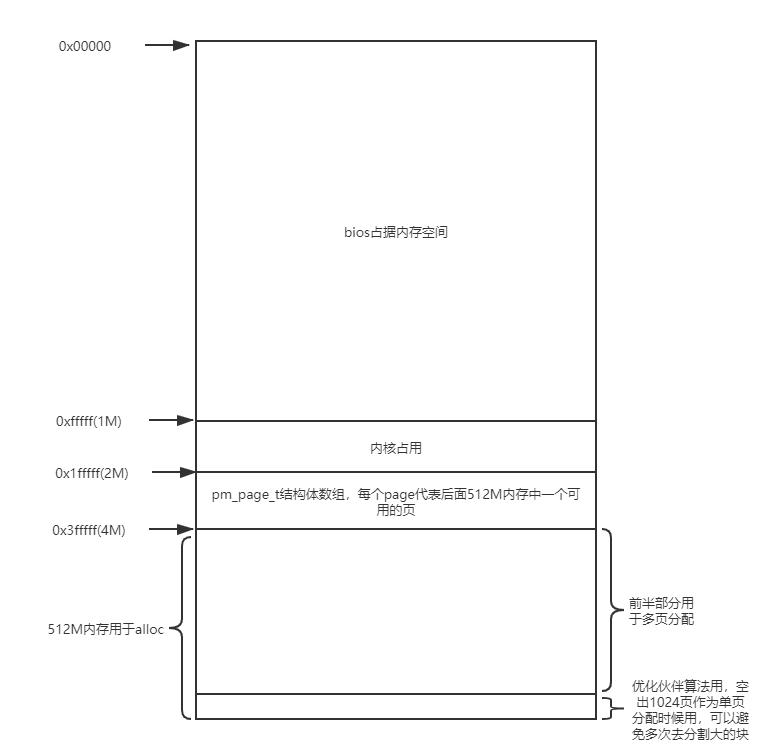 0x00000
bios占据内存空间
0xfffff(1M)
内核占用
0x1fffff(2M)
pm_page_t结构体数组，每个page代表后面512M内存中一个可
用的页
0x3fffff(4M)
512M内存用于alloc
前半部分用
于多页分配
优化伙伴算法用，空
出1024页作为单页
分配时候用，可以避
免多次去分割大的块